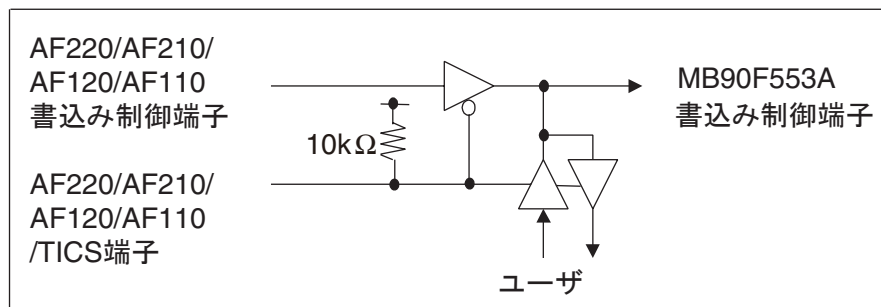 AF220/AF210/
AF120/AF110
書込み制御端子
MB90F553A
書込み制御端子
10kΩ
AF220/AF210/
AF120/AF110
/TICS端子
ユーザ